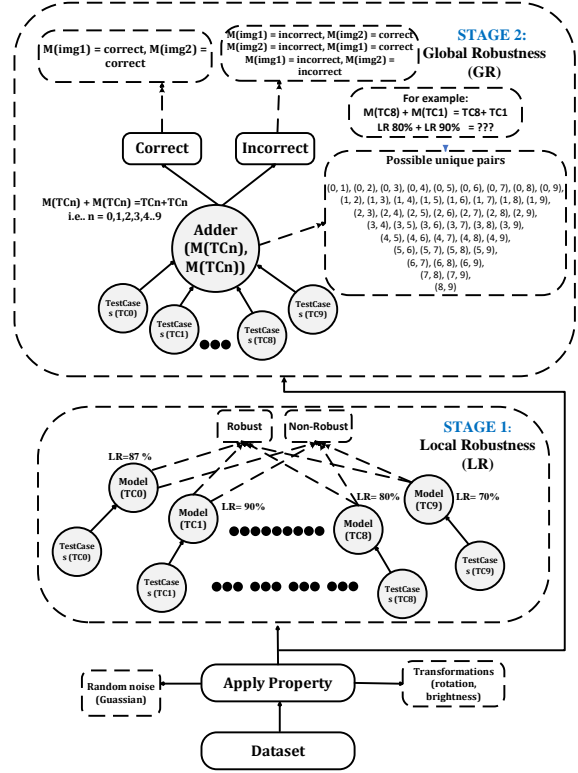 STAGE 2:
Global Robustness
(GR)
M(img1) = correct, M(img2) =
correct
M(img1) = incorrect, M(img2) = correct
M(img2) = incorrect, M(img1) = correct
M(img1) = incorrect, M(img2) =
incorrect
For example:
M(TC8) + M(TC1) = TC8+ TC1
LR 80% + LR 90% = ???
Correct
Incorrect
Possible unique pairs
(0, 1), (0, 2), (0, 3), (0, 4), (0, 5), (0, 6), (0, 7), (0, 8), (0, 9),
(1, 2), (1, 3), (1, 4), (1, 5), (1, 6), (1, 7), (1, 8), (1, 9),
(2, 3), (2, 4), (2, 5), (2, 6), (2, 7), (2, 8), (2, 9),
(3, 4), (3, 5), (3, 6), (3, 7), (3, 8), (3, 9),
(4, 5), (4, 6), (4, 7), (4, 8), (4, 9),
(5, 6), (5, 7), (5, 8), (5, 9),
(6, 7), (6, 8), (6, 9),
(7, 8), (7, 9),
(8, 9)
M(TCn) + M(TCn) =TCn+TCn
i.e.. n = 0,1,2,3,4..9
Adder
(M(TCn),
M(TCn))
TestCase
s (TC0)
TestCase
s (TC1)
TestCase
s (TC8)
TestCase
s (TC9)
STAGE 1:
Local Robustness
(LR)
Robust
Non-Robust
LR=87 %
Model
(TC0)
Model
(TC1)
LR= 90%
Model
(TC8)
LR= 80%
Model
(TC9)
LR= 70%
TestCase
s (TC0)
TestCase
s (TC1)
TestCase
s (TC8)
TestCase
s (TC9)
Random noise
(Guassian)
Apply Property
Transformations
(rotation,
brightness)
Dataset